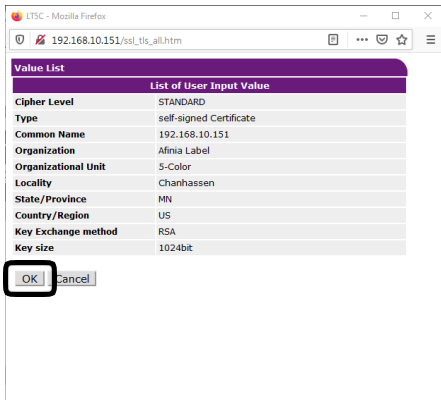 LT5C - Mozilla Firefox
192.168.10.151/ssl_tls_all.htm
Value List
List of User Input Value
Cipher Level STANDARD
Type self-signed Certificate
Common Name 192.168.10.151
Organization Afinia Label
Organizational Unit 5-Color
Locality Chanhassen
State/Province MN
Country/Region US
Key Exchange method RSA
Key size 1024bit
OK Cancel